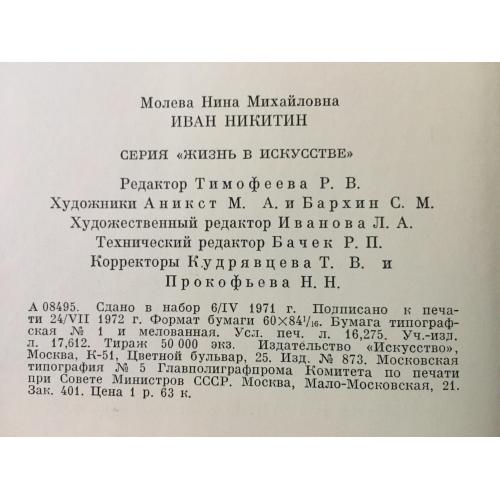 Молева Нина Михайловна
ИВАН НИКИТИН
СЕРИЯ «ЖИЗНЬ В ИСКУССТВЕ»
Редактор Тимофеева Р. В.
Художники Аникст М. А. и Бархин С. М.
Художественный редактор Иванова Л. А.
Технический редактор Бачек Р. П.
Корректоры Кудрявцева Т. В. и
Прокофьева Н. Н.
А 08495. Сдано в набор 6/IV 1971 г. Подписано к печа-
ти 24/VII 1972 г. Формат бумаги 60×84¹/₁₆. Бумага типограф-
ская № 1 и мелованная. Усл. печ. л. 16,275. Уч.-изд.
л. 17,612. Тираж 50 000 экз. Издательство «Искусство»,
Москва, К-51, Цветной бульвар, 25. Изд. № 873. Московская
типография № 5 Главполиграфпрома Комитета по печати
при Совете Министров СССР. Москва, Мало-Московская, 21.
Зак. 401. Цена 1 р. 63 к.